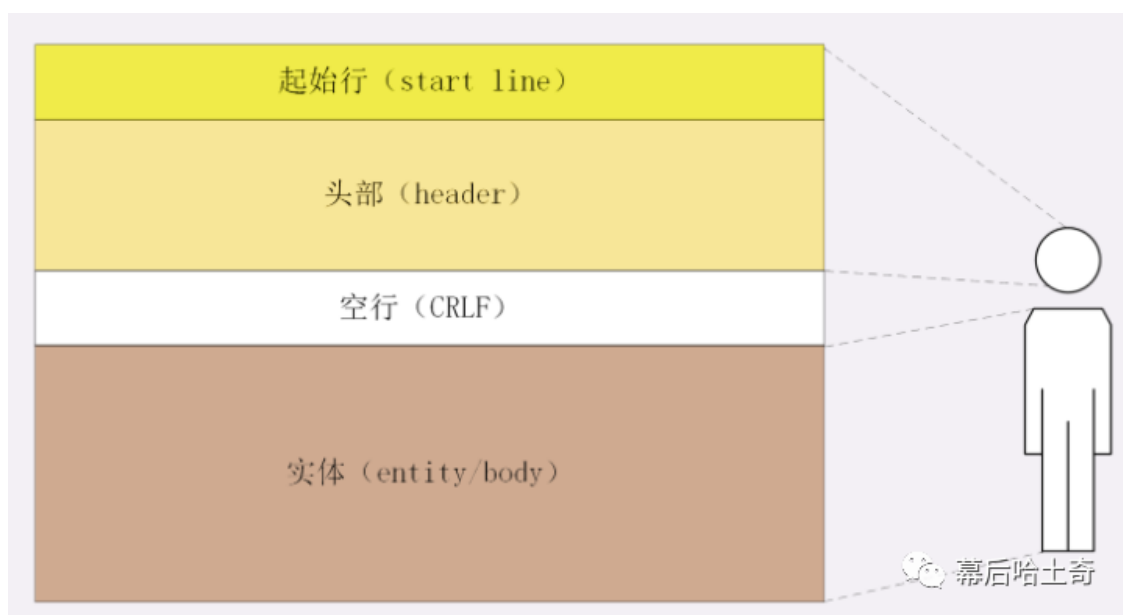 起始行（start line）
头部（header）
空行（CRLF）
实体（entity/body）
幕后哈士奇